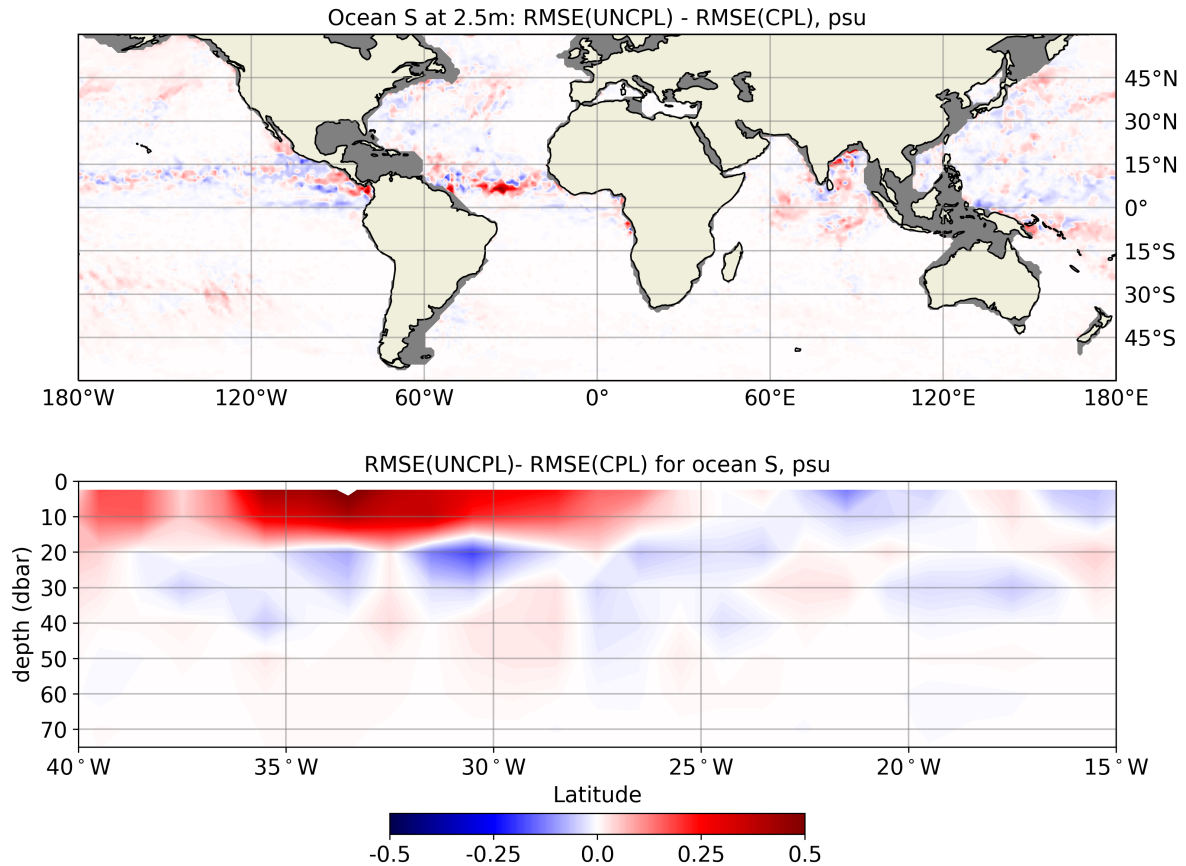 Ocean S at 2.5m: RMSE(UNCPL) - RMSE(CPL), psu
45°N
30°N
15°N
0°
15°S
30°S
45°S
180°W 120°W 60°W 0° 60°E 120°E 180°E
RMSE(UNCPL)- RMSE(CPL) for ocean S, psu
0
10
20
30
40
50
60
70
depth (dbar)
40°W 35°W 30°W 25°W 20°W 15°W
Latitude
-0.5 -0.25 0.0 0.25 0.5